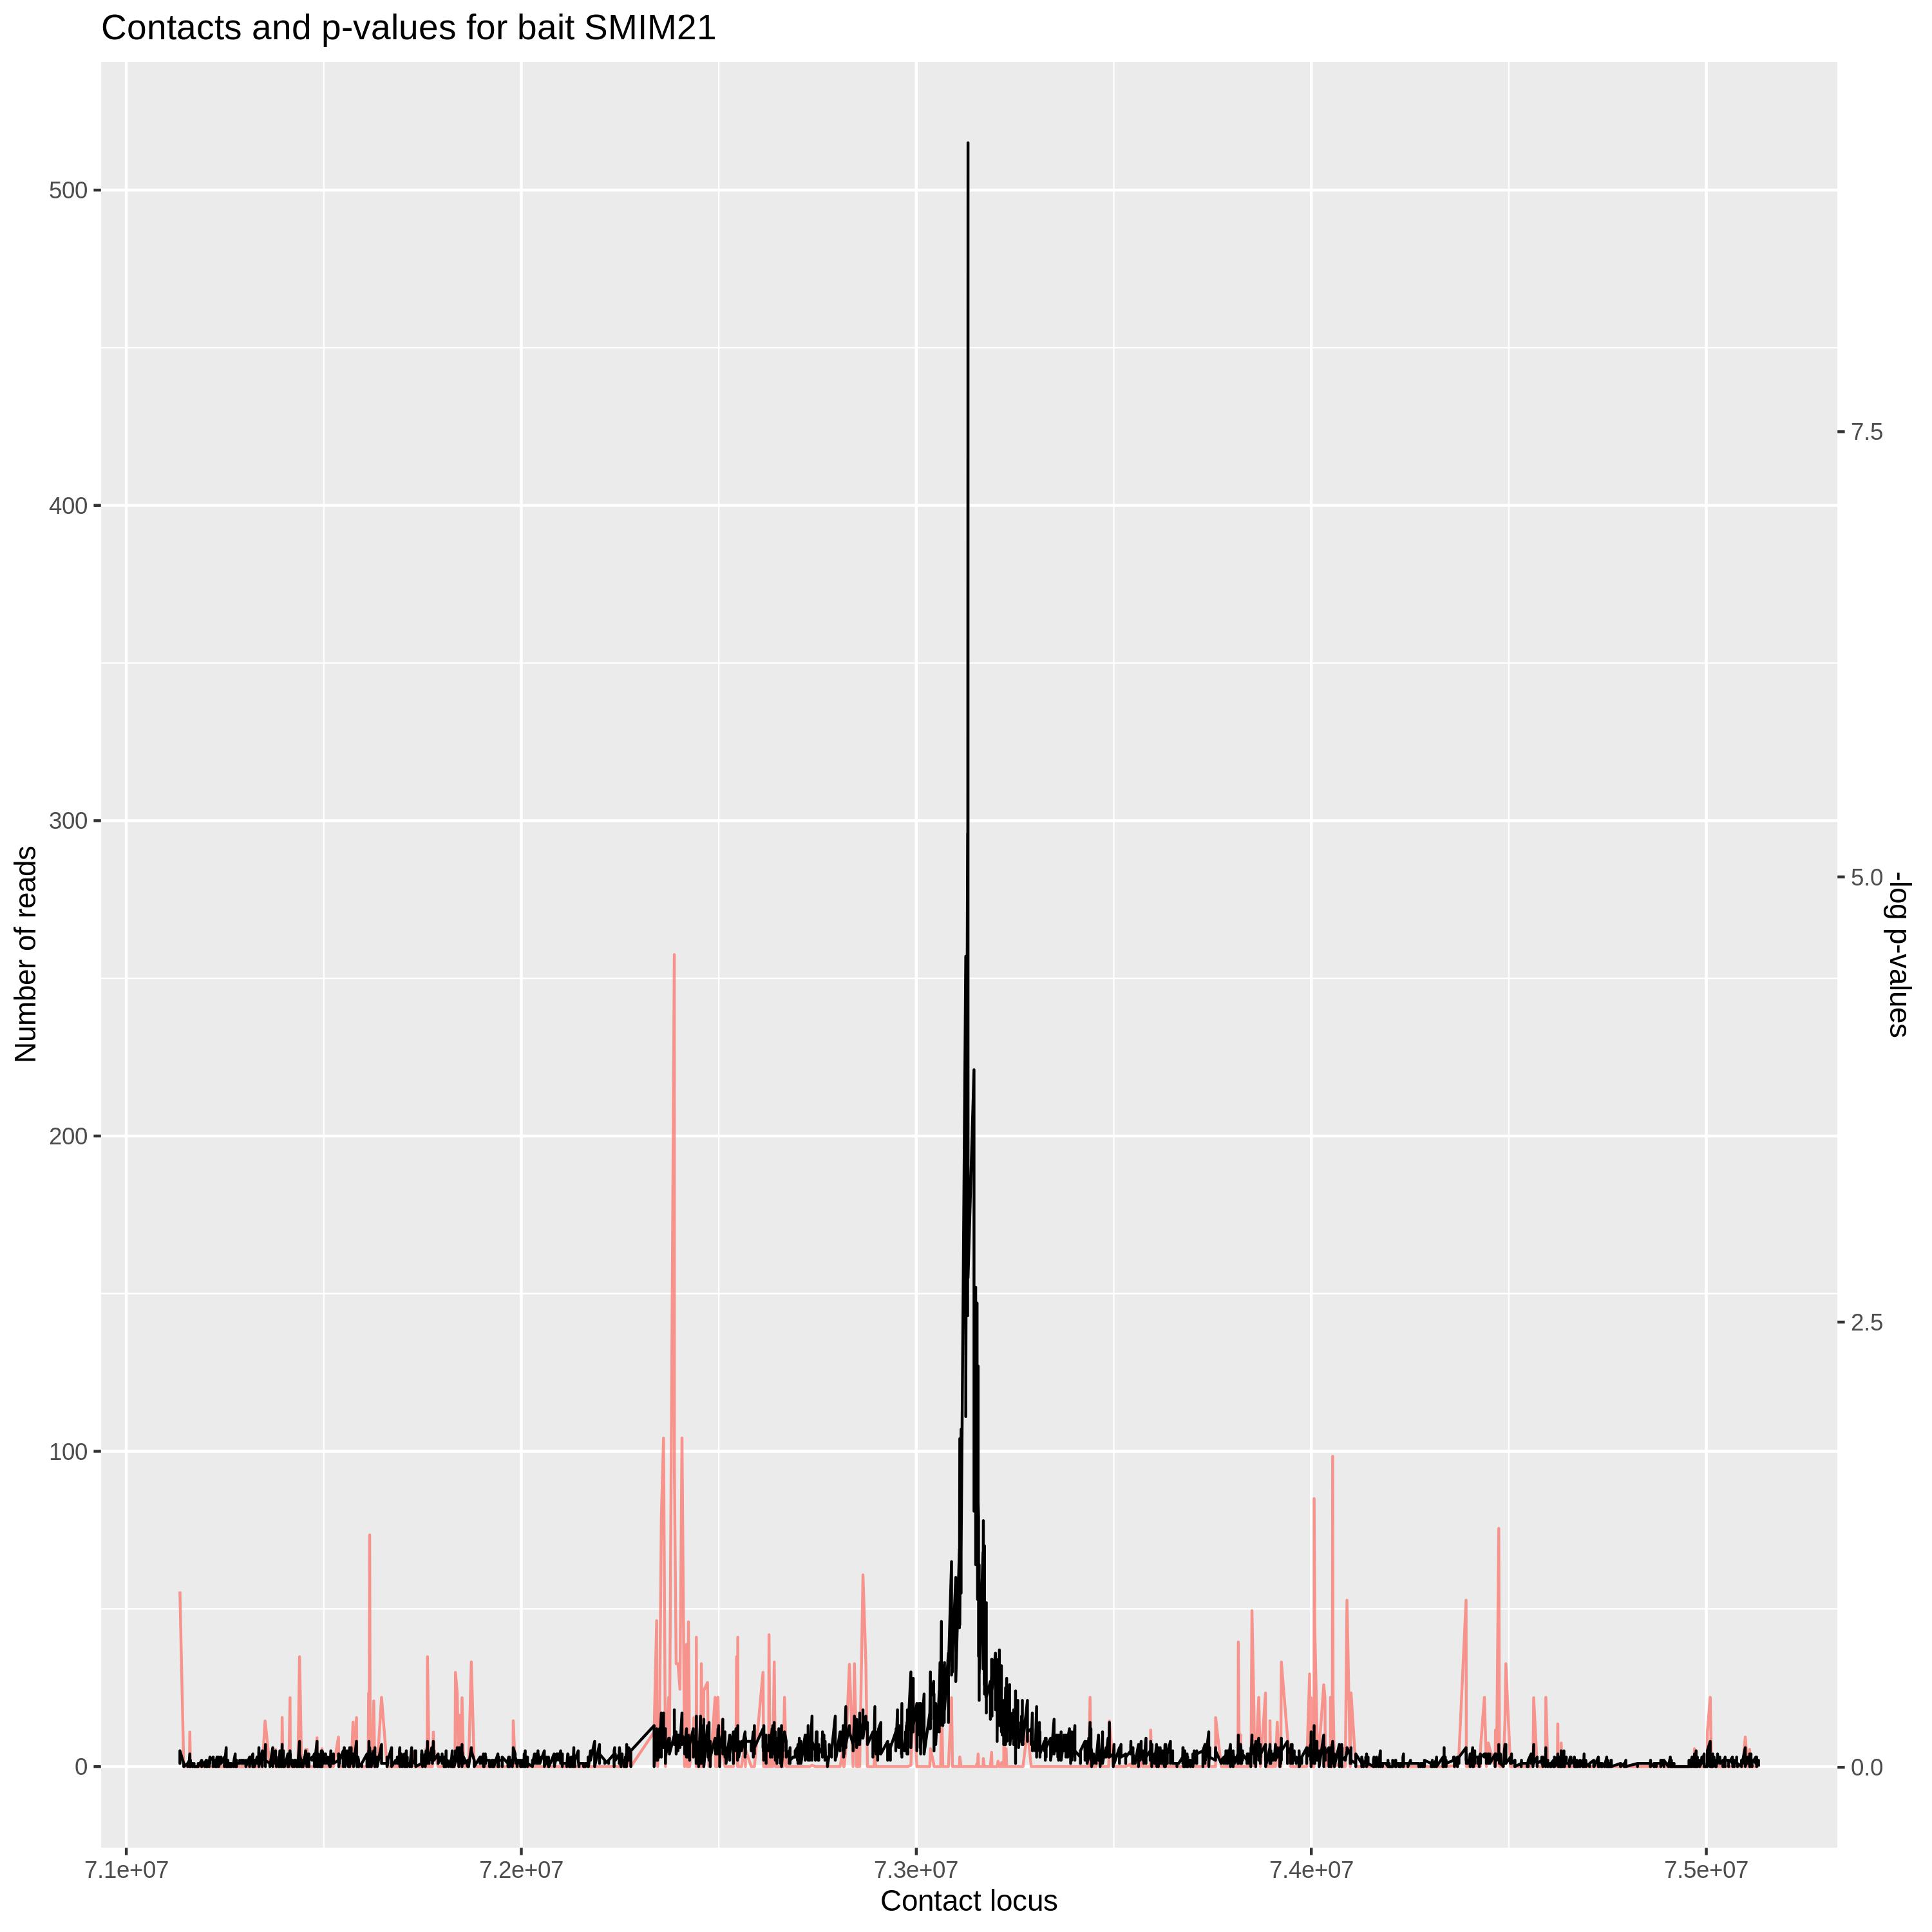 Contacts and p-values for bait SMIM21
Number of reads
500
400
300
200
100
0
7.5
5.0
2.5
0.0
-log p-values
7.1e+07
7.2e+07
7.3e+07
7.4e+07
7.5e+07
Contact locus